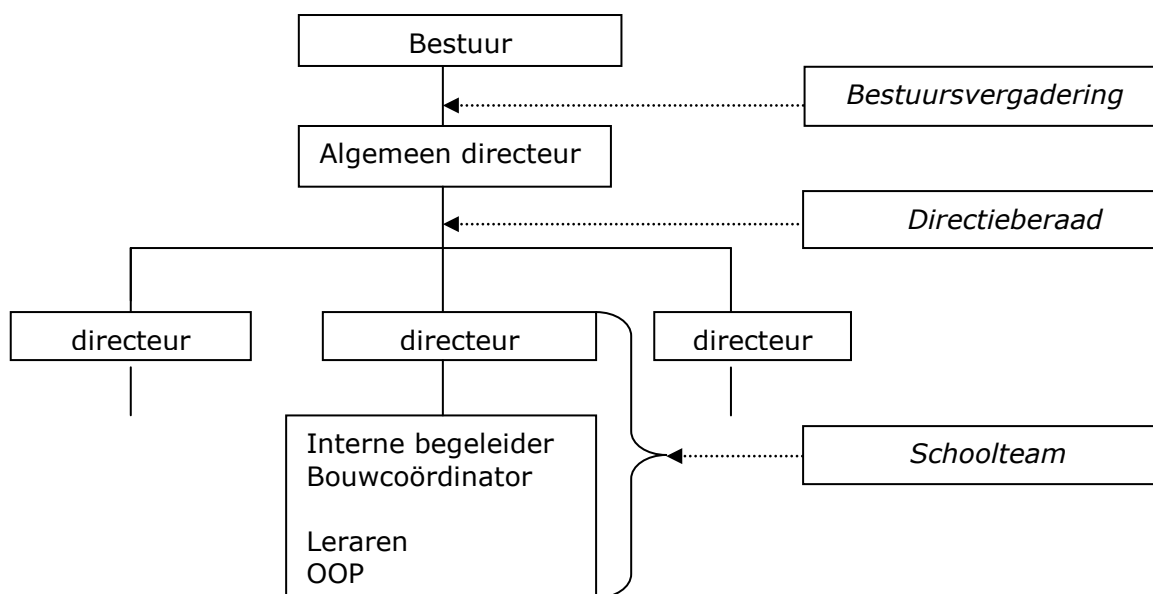 Bestuur
Bestuursvergadering
Algemeen directeur
Directieberaad
directeur
directeur
directeur
Interne begeleider
Bouwcoördinator
Schoolteam
Leraren
OOP